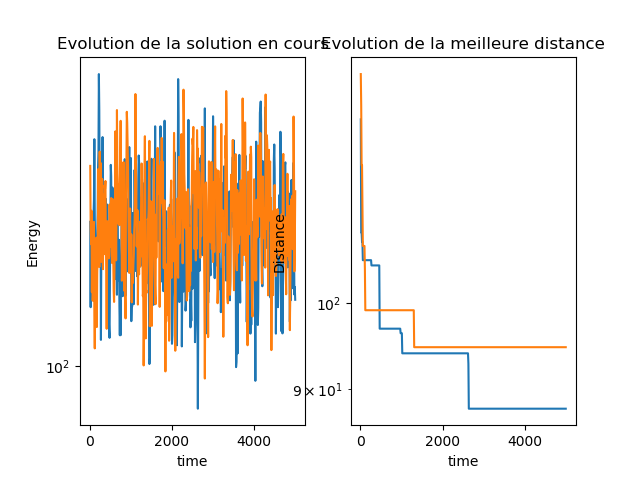 Evolution de la solution en cours
Evolution de la meilleure distance
Energy
10²
0 2000 4000
time
Distance
10²
9 × 10¹
0 2000 4000
time